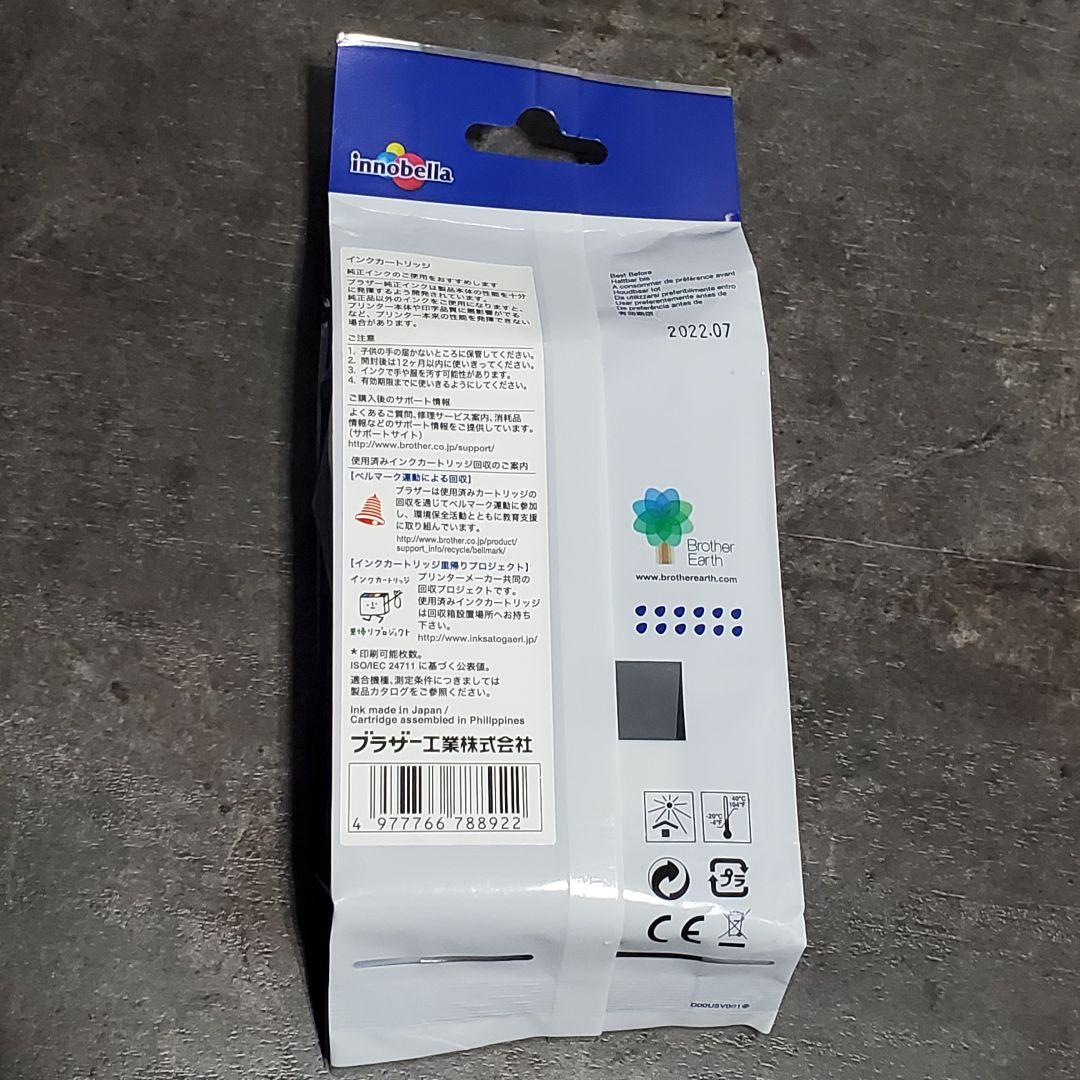 innobella
インクカートリッジ
純正インクのご使用をおすすめします
ブラザー純正インクは製品本体の性能を十分
に発揮するよう開発されています。
純正品以外のインクをご使用になりますと、
プリンター本体や印字品質に悪影響がでる
など、プリンター本来の性能を発揮できない
場合があります。
ご注意
1. 子供の手の届かないところに保管してください。
2. 開封後は12ヶ月以内に使いきってください。
3. インクで手や服を汚す可能性があります。
4. 有効期限までに使いきるようにしてください。
ご購入後のサポート情報
よくあるご質問、修理サービス案内、消耗品
情報などのサポート情報をご提供しています。
(サポートサイト)
http://www.brother.co.jp/support/
使用済みインクカートリッジ回収のご案内
【ベルマーク運動による回収】
ブラザーは使用済みカートリッジの
回収を通じてベルマーク運動に参加
し、環境保全活動とともに教育支援
に取り組んでいます。
http://www.brother.co.jp/product/
support_info/recycle/bellmark/
【インクカートリッジ里帰りプロジェクト】
インクカートリッジ
里帰りプロジェクト
プリンターメーカー共同の
回収プロジェクトです。
使用済みインクカートリッジ
は回収箱設置場所へお持ち
下さい。
http://www.inksatogaeri.jp/
*印刷可能枚数。
ISO/IEC 24711 に基づく公表値。
適合機種、測定条件につきましては
製品カタログをご参照ください。
Ink made in Japan /
Cartridge assembled in Philippines
ブラザー工業株式会社
4 977766 788922
Best Before
Haltbar bis
A consommer de préférence avant
Houdbaar tot
Da utilizzarsi preferibilmente entro
Usar preferentemente antes de
De preferência antes de
有効期限
2022.07
Brother
Earth
www.brotherearth.com
40°C
104°F
-20°C
-4°F
プラ
CE
D00USV001